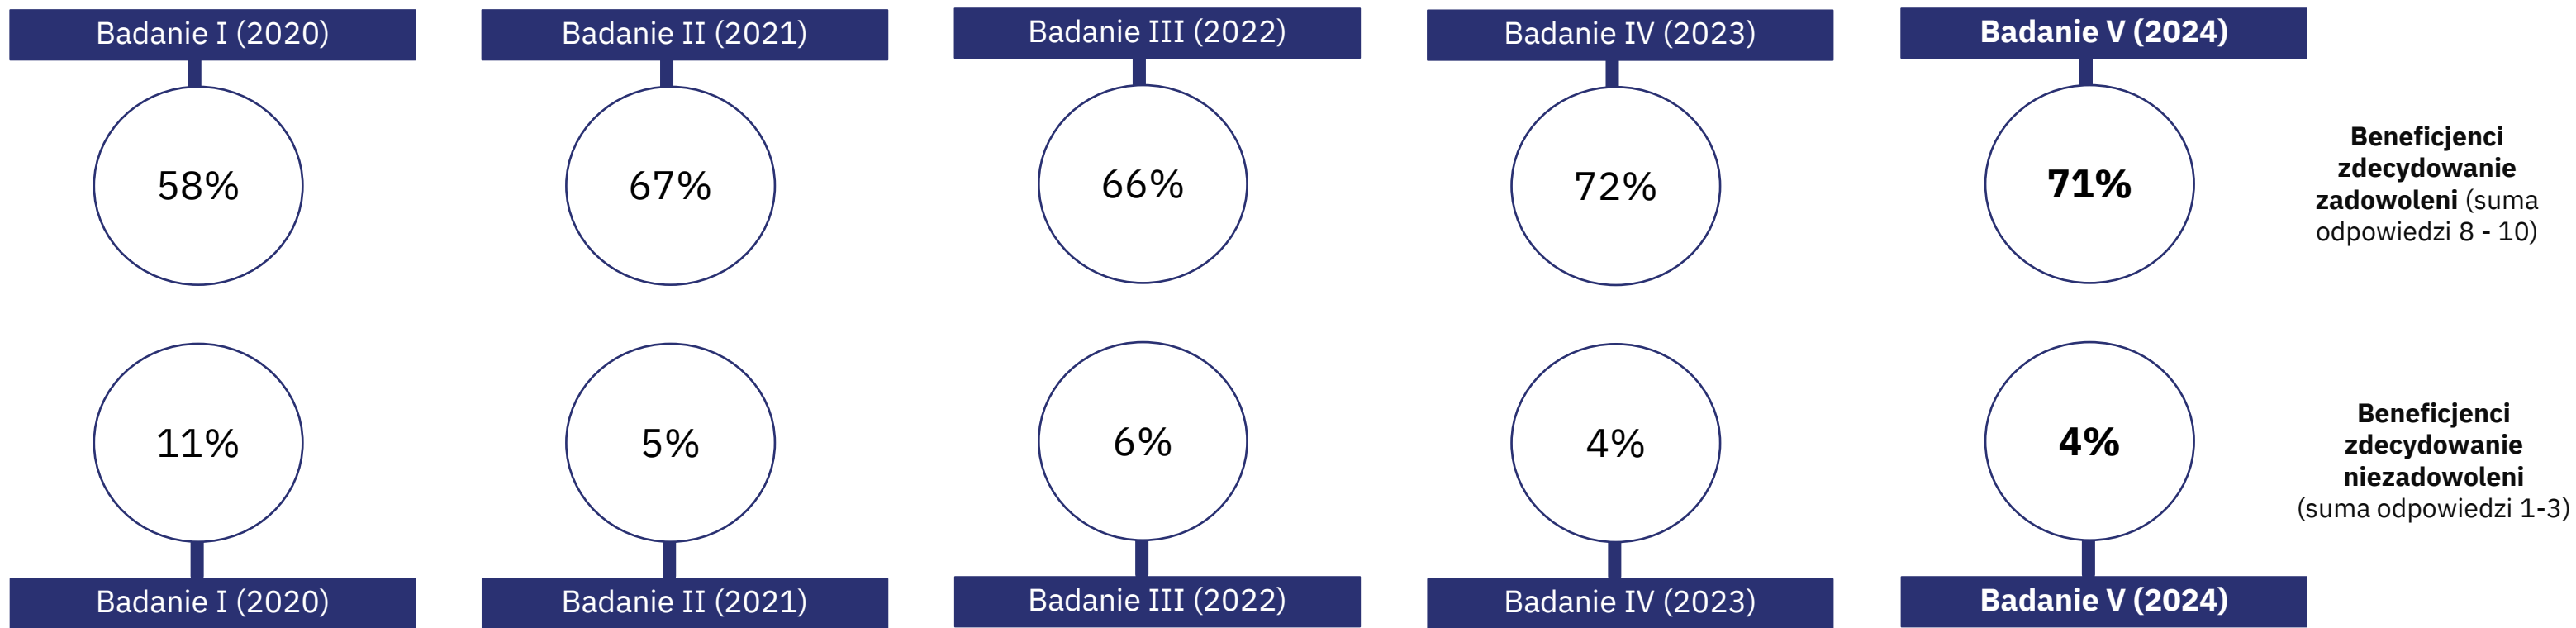 Badanie I (2020)
Badanie II (2021)
Badanie III (2022)
Badanie IV (2023)
Badanie V (2024)
58%
67%
66%
72%
71%
Beneficjenci
zdecydowanie
zadowoleni (suma
odpowiedzi 8 - 10)
11%
5%
6%
4%
4%
Beneficjenci
zdecydowanie
niezadowoleni
(suma odpowiedzi 1-3)
Badanie I (2020)
Badanie II (2021)
Badanie III (2022)
Badanie IV (2023)
Badanie V (2024)